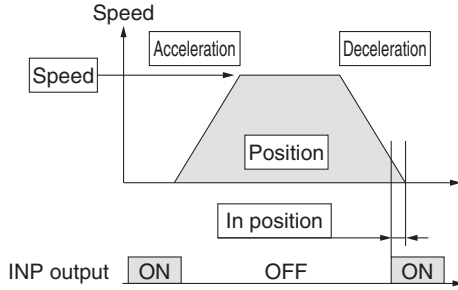 Speed
Acceleration
Deceleration
Speed
Position
In position
INP output
ON
OFF
ON